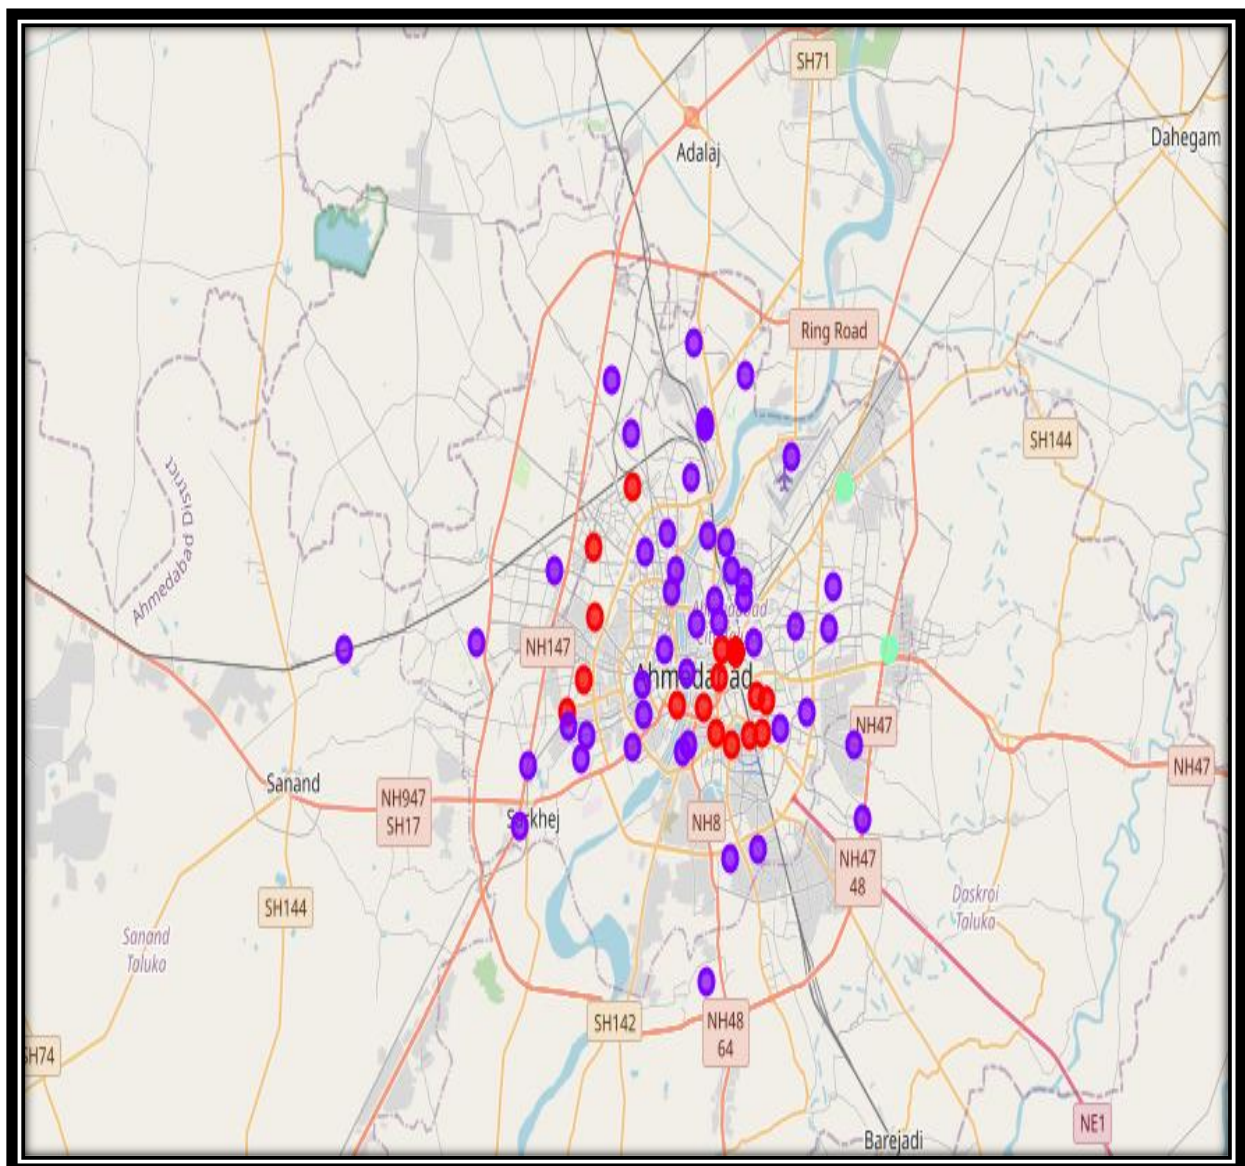 SH71
Adalaj
Dahegam
Ring Road
SH144
Ahmedabad District
NH147
Ahmedabad
NH47
NH47
Sanand
NH947
SH17
Sarkhej
NH8
NH47
48
SH144
Daskroi
Taluka
Sanand
Taluka
SH142
NH48
64
SH74
NE1
Barejadi